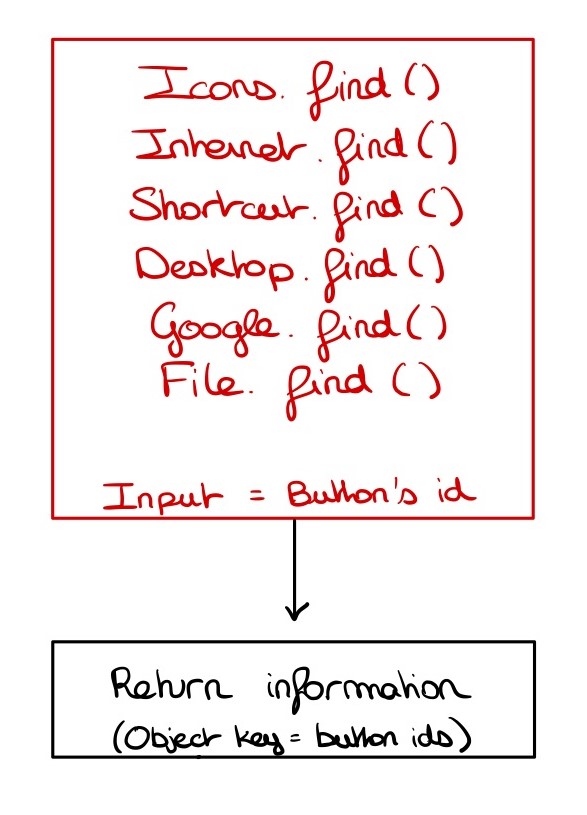 Icons. find ()
Internet. find ()
Shortcut. find ()
Desktop. find ()
Google. find ()
File. find ()
Input = Button's id
Return information
(Object key = button ids)